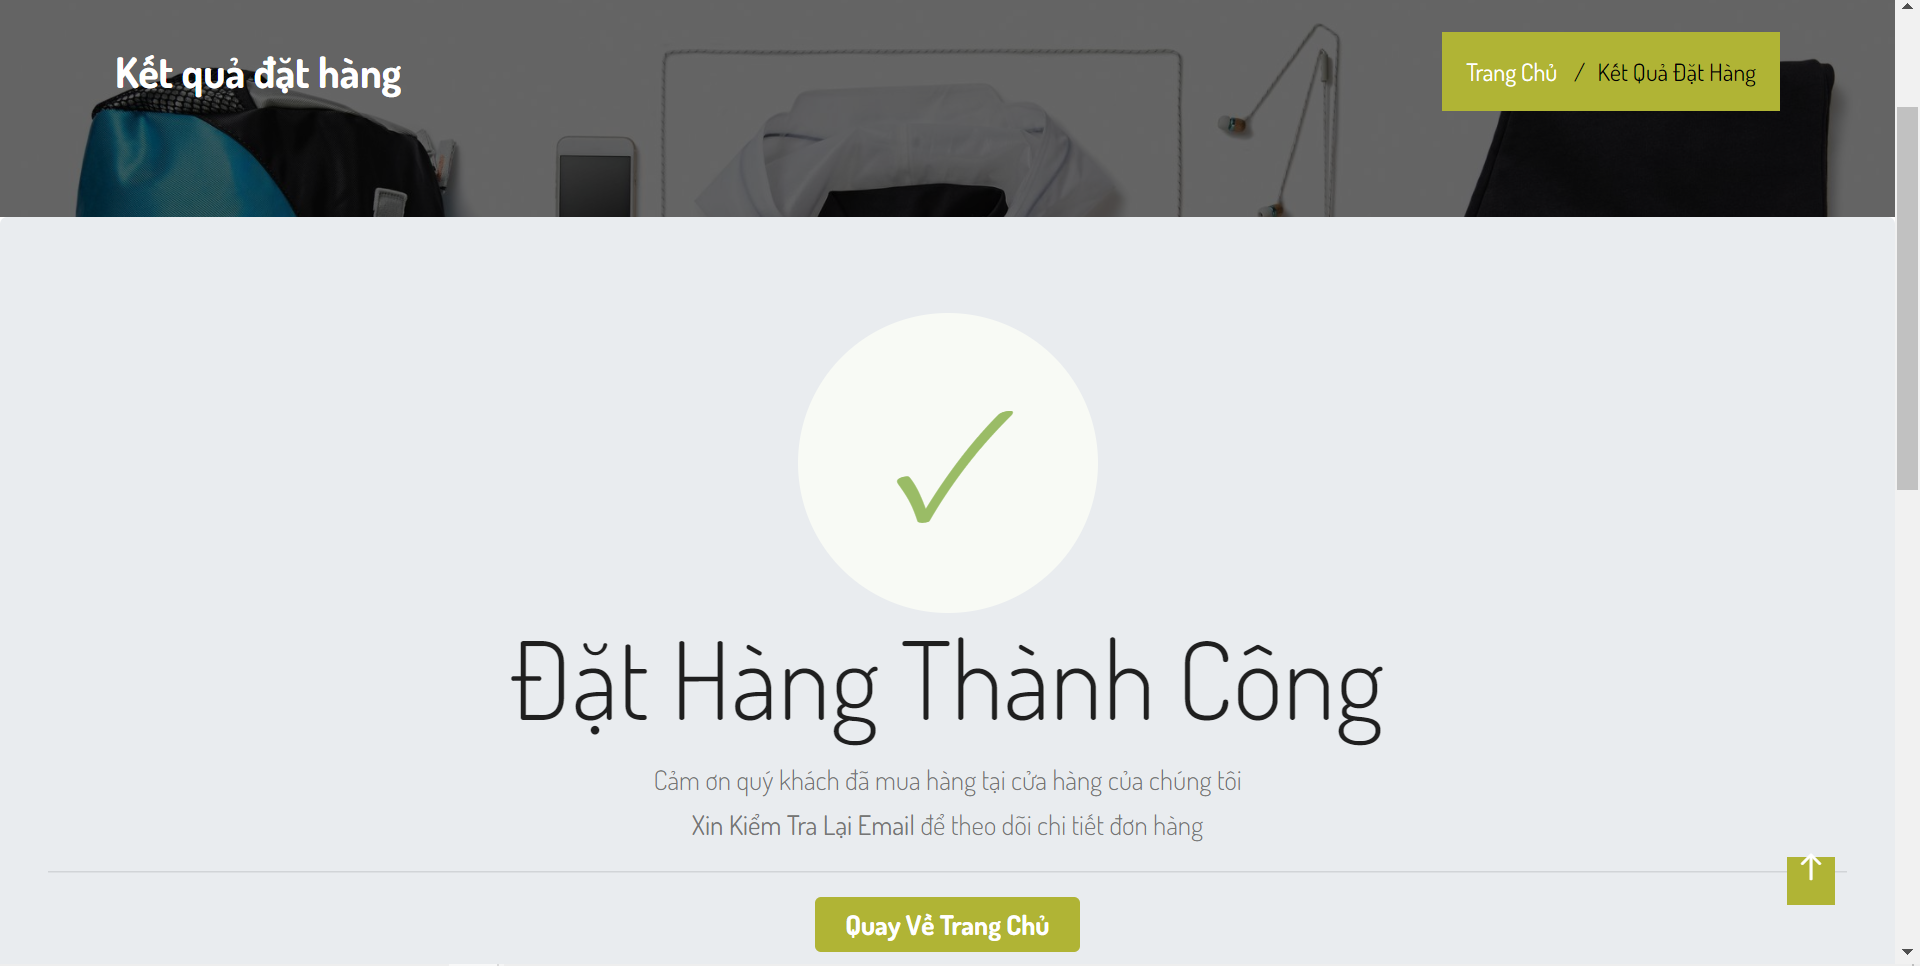 Kết quả đặt hàng
Trang Chủ / Kết Quả Đặt Hàng
Đặt Hàng Thành Công
Cảm ơn quý khách đã mua hàng tại cửa hàng của chúng tôi
Xin Kiểm Tra Lại Email để theo dõi chi tiết đơn hàng
Quay Về Trang Chủ